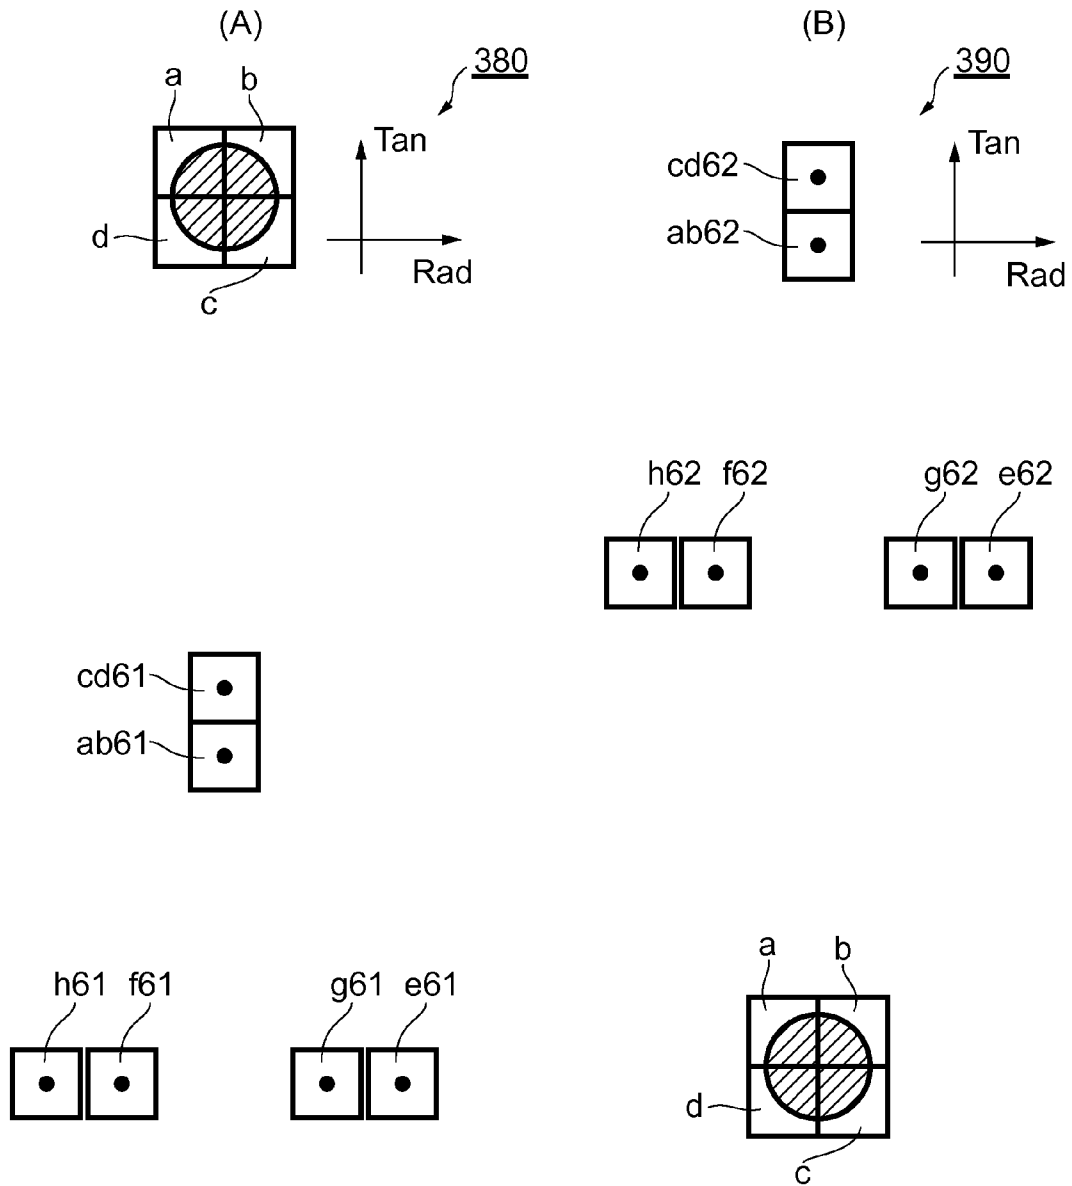 (A)
(B)
380
390
a
b
Tan
Tan
cd62
d
ab62
Rad
Rad
c
h62 f62
g62 e62
cd61
ab61
a
b
h61 f61
g61 e61
d
c